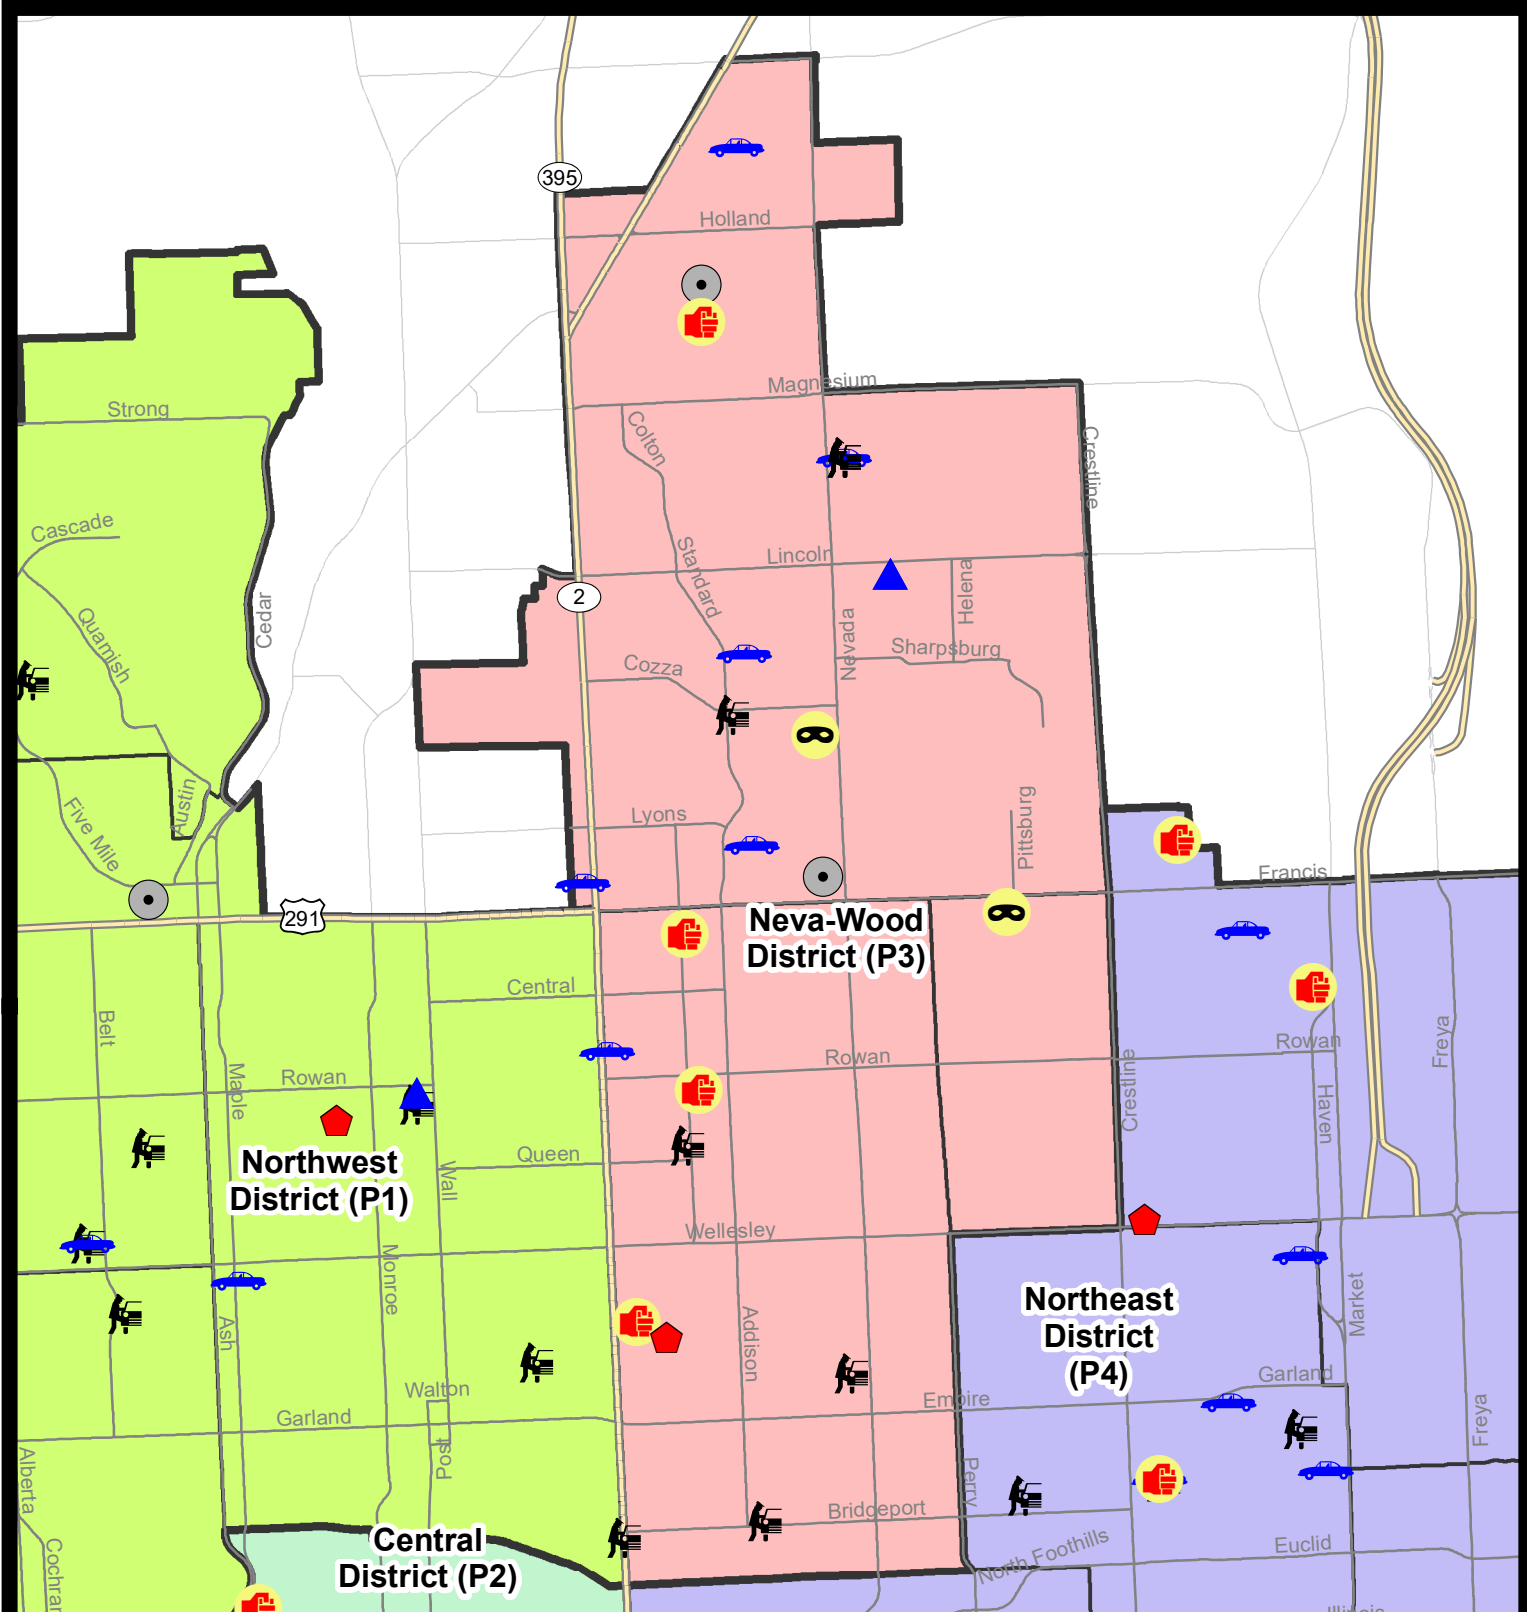 395
Holland
Magnesium
Strong
Colton
Crestline
Cascade
Standard
Lincoln
Helena
2
Cedar
Quamish
Nevada
Sharpsburg
Cozza
Austin
Five Mile
Lyons
Pittsburg
Francis
291
Neva-Wood
District (P3)
Central
Belt
Freya
Rowan
Rowan
Rowan
Maple
Crestline
Haven
Northwest
District (P1)
Queen
Wall
Wellesley
Monroe
Northeast
District
(P4)
Market
Ash
Addison
Walton
Garland
Empire
Garland
Freya
Post
Alberta
Perry
Bridgeport
Central
District (P2)
North Foothills
Euclid
Cochran
Illinois